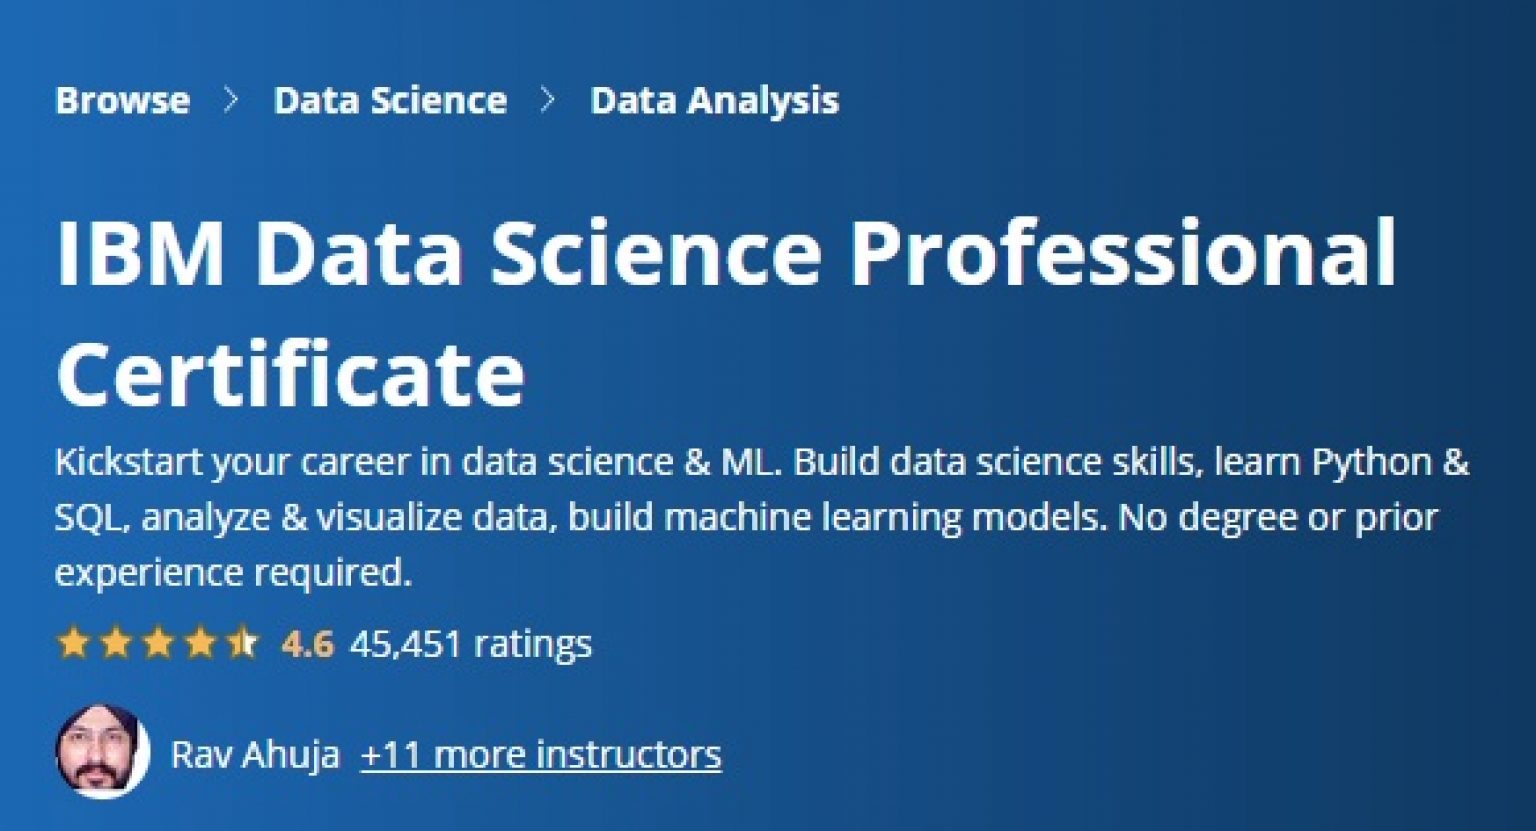 Browse > Data Science > Data Analysis
IBM Data Science Professional
Certificate
Kickstart your career in data science & ML. Build data science skills, learn Python &
SQL, analyze & visualize data, build machine learning models. No degree or prior
experience required.
4.6 45,451 ratings
Rav Ahuja +11 more instructors